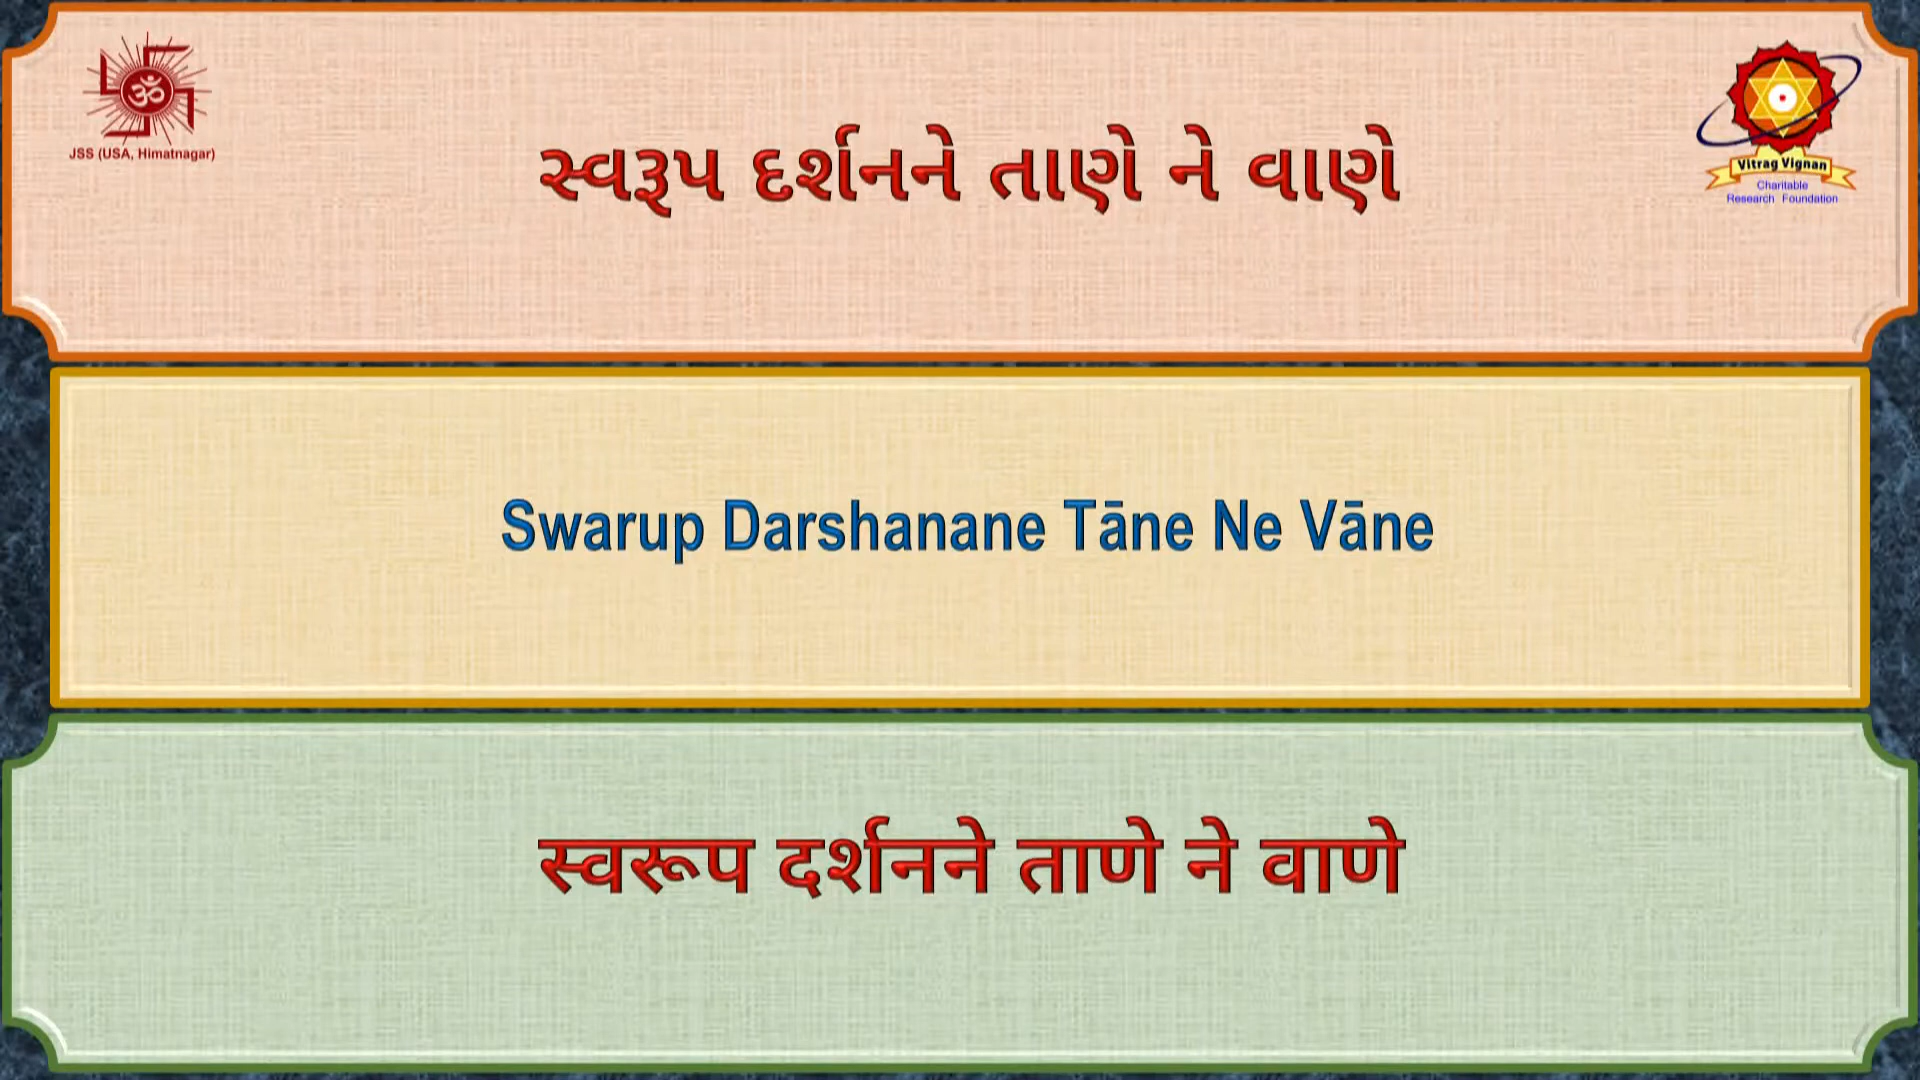 ॐ
JSS (USA, Himatnagar)
Vitrag Vignan
Charitable
Research Foundation
સ્વરૂપ દર્શનને તાણે ને વાણે
Swarup Darshanane Tāne Ne Vāne
स्वरूप दर्शनने ताणे ने वाणे